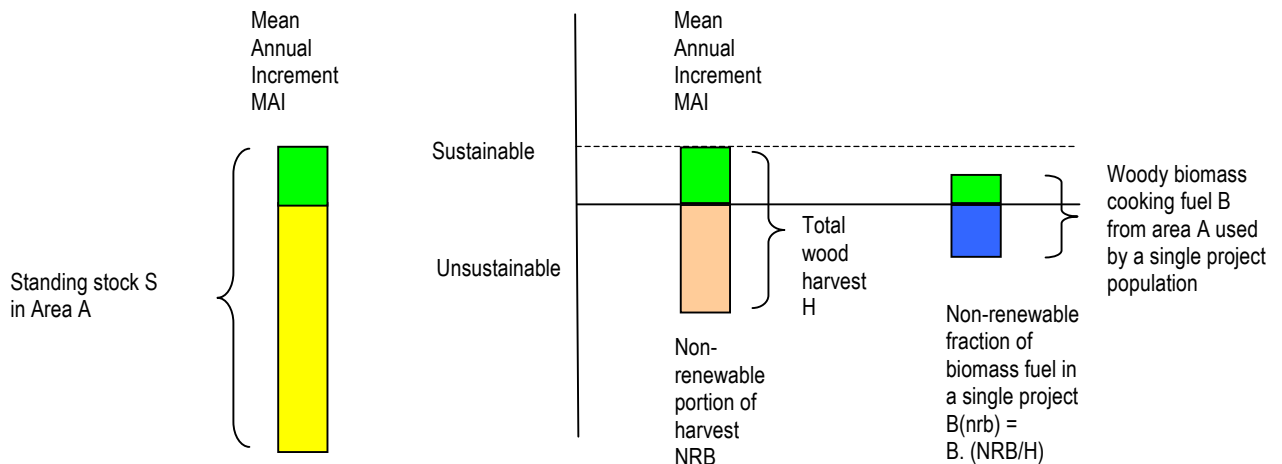 Mean
Annual
Increment
MAI
Standing stock S
in Area A
Sustainable
Unsustainable
Mean
Annual
Increment
MAI
Total
wood
harvest
H
Non-
renewable
portion of
harvest
NRB
Woody biomass
cooking fuel B
from area A used
by a single project
population
Non-renewable
fraction of
biomass fuel in
a single project
B(nrb) =
B. (NRB/H)